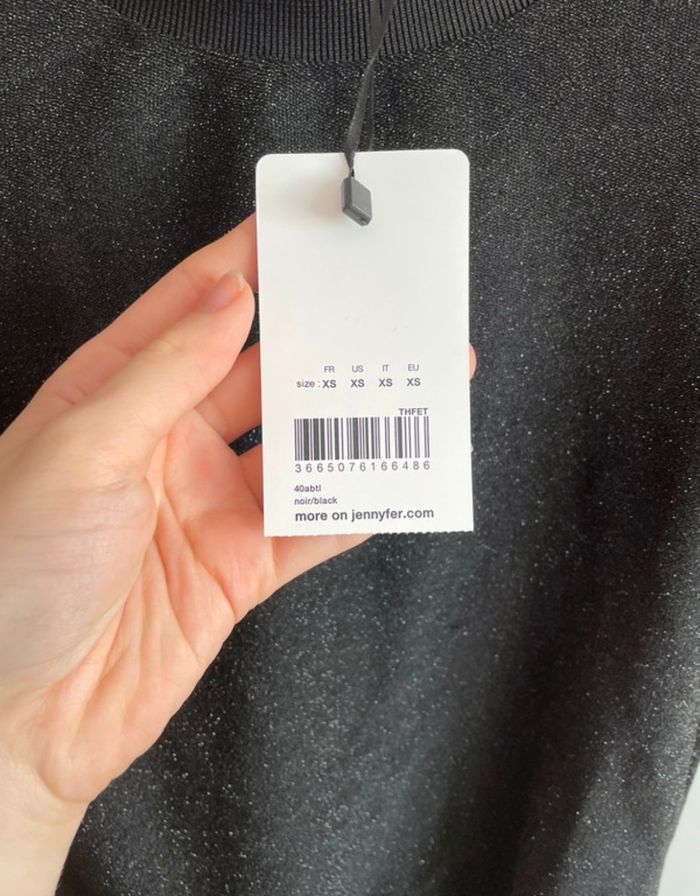 FR US IT EU
size : XS XS XS XS
THFET
3665076166486
40abtl
noir/black
more on jennyfer.com